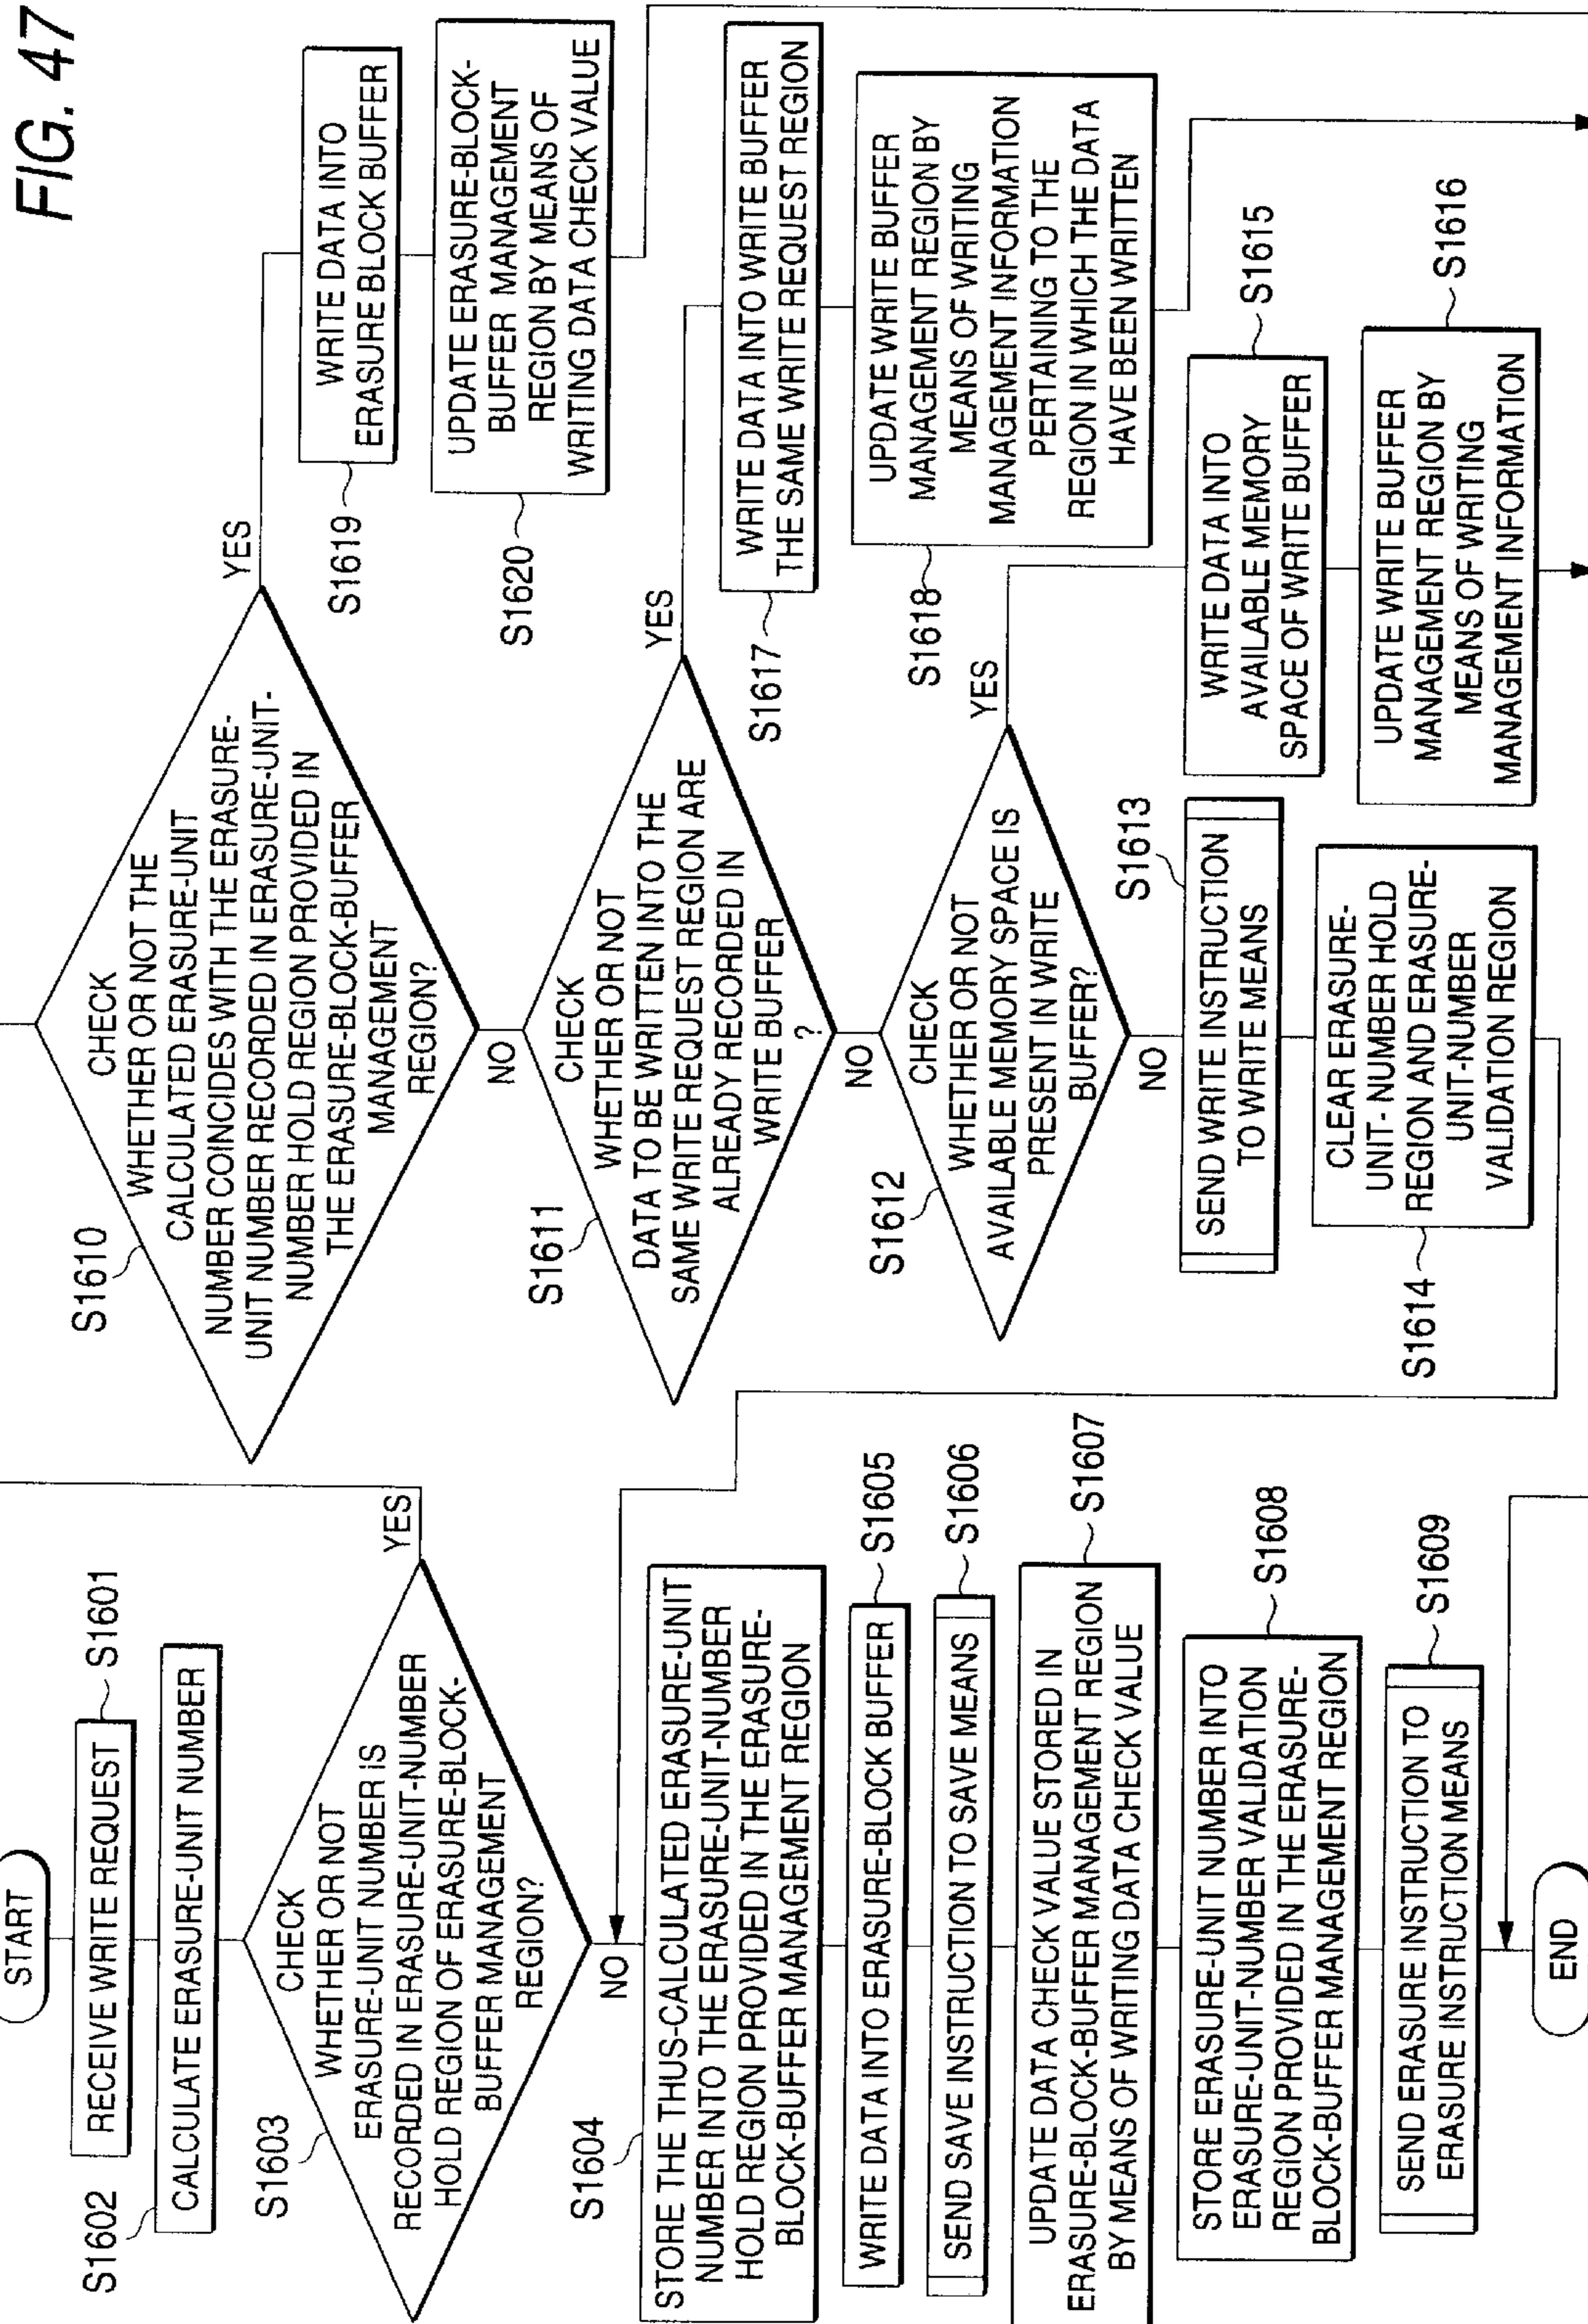 FIG. 47
START
RECEIVE WRITE REQUEST
S1601
S1602
CALCULATE ERASURE-UNIT NUMBER
S1603
CHECK
WHETHER OR NOT
ERASURE-UNIT NUMBER IS
RECORDED IN ERASURE-UNIT-NUMBER
HOLD REGION OF ERASURE-BLOCK-
BUFFER MANAGEMENT
REGION?
YES
NO
S1604
STORE THE THUS-CALCULATED ERASURE-UNIT
NUMBER INTO THE ERASURE-UNIT-NUMBER
HOLD REGION PROVIDED IN THE ERASURE-
BLOCK-BUFFER MANAGEMENT REGION
WRITE DATA INTO ERASURE-BLOCK BUFFER
S1605
SEND SAVE INSTRUCTION TO SAVE MEANS
S1606
UPDATE DATA CHECK VALUE STORED IN
ERASURE-BLOCK-BUFFER MANAGEMENT REGION
BY MEANS OF WRITING DATA CHECK VALUE
S1607
STORE ERASURE-UNIT NUMBER INTO
ERASURE-UNIT-NUMBER VALIDATION
REGION PROVIDED IN THE ERASURE-
BLOCK-BUFFER MANAGEMENT REGION
S1608
SEND ERASURE INSTRUCTION TO
ERASURE INSTRUCTION MEANS
S1609
END
S1610
CHECK
WHETHER OR NOT THE
CALCULATED ERASURE-UNIT
NUMBER COINCIDES WITH THE ERASURE-
UNIT NUMBER RECORDED IN ERASURE-UNIT-
NUMBER HOLD REGION PROVIDED IN
THE ERASURE-BLOCK-BUFFER
MANAGEMENT
REGION?
YES
NO
S1611
CHECK
WHETHER OR NOT
DATA TO BE WRITTEN INTO THE
SAME WRITE REQUEST REGION ARE
ALREADY RECORDED IN
WRITE BUFFER
?
YES
NO
S1612
CHECK
WHETHER OR NOT
AVAILABLE MEMORY SPACE IS
PRESENT IN WRITE
BUFFER?
YES
NO
S1613
SEND WRITE INSTRUCTION
TO WRITE MEANS
S1614
CLEAR ERASURE-
UNIT- NUMBER HOLD
REGION AND ERASURE-
UNIT-NUMBER
VALIDATION REGION
S1619
WRITE DATA INTO
ERASURE BLOCK BUFFER
S1620
UPDATE ERASURE-BLOCK-
BUFFER MANAGEMENT
REGION BY MEANS OF
WRITING DATA CHECK VALUE
S1617
WRITE DATA INTO WRITE BUFFER
THE SAME WRITE REQUEST REGION
S1618
UPDATE WRITE BUFFER
MANAGEMENT REGION BY
MEANS OF WRITING
MANAGEMENT INFORMATION
PERTAINING TO THE
REGION IN WHICH THE DATA
HAVE BEEN WRITTEN
WRITE DATA INTO
AVAILABLE MEMORY
SPACE OF WRITE BUFFER
S1615
UPDATE WRITE BUFFER
MANAGEMENT REGION BY
MEANS OF WRITING
MANAGEMENT INFORMATION
S1616